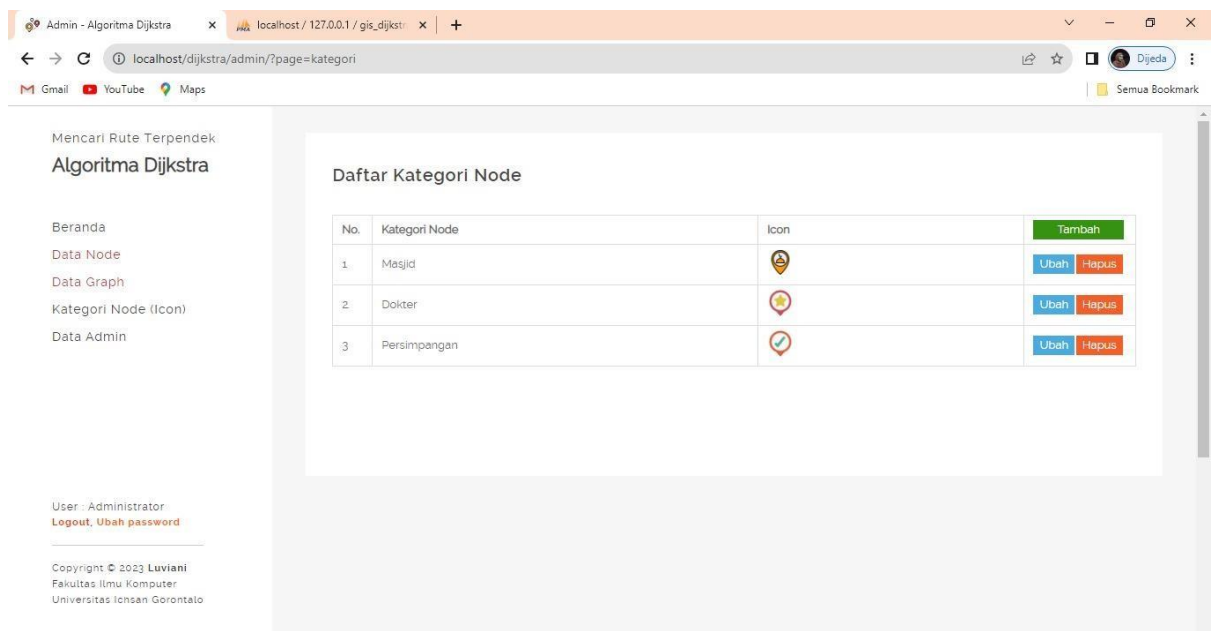 Admin - Algoritma Dijkstra
localhost / 127.0.0.1 / gis_dijkstr
localhost/dijkstra/admin/?page=kategori
Dijeda
Gmail YouTube Maps
Semua Bookmark
Mencari Rute Terpendek
Algoritma Dijkstra
Beranda
Data Node
Data Graph
Kategori Node (Icon)
Data Admin
User : Administrator
Logout, Ubah password
Copyright © 2023 Luviani
Fakultas Ilmu Komputer
Universitas Ichsan Gorontalo
Daftar Kategori Node
No. Kategori Node Icon Tambah
1 Masjid Ubah Hapus
2 Dokter Ubah Hapus
3 Persimpangan Ubah Hapus